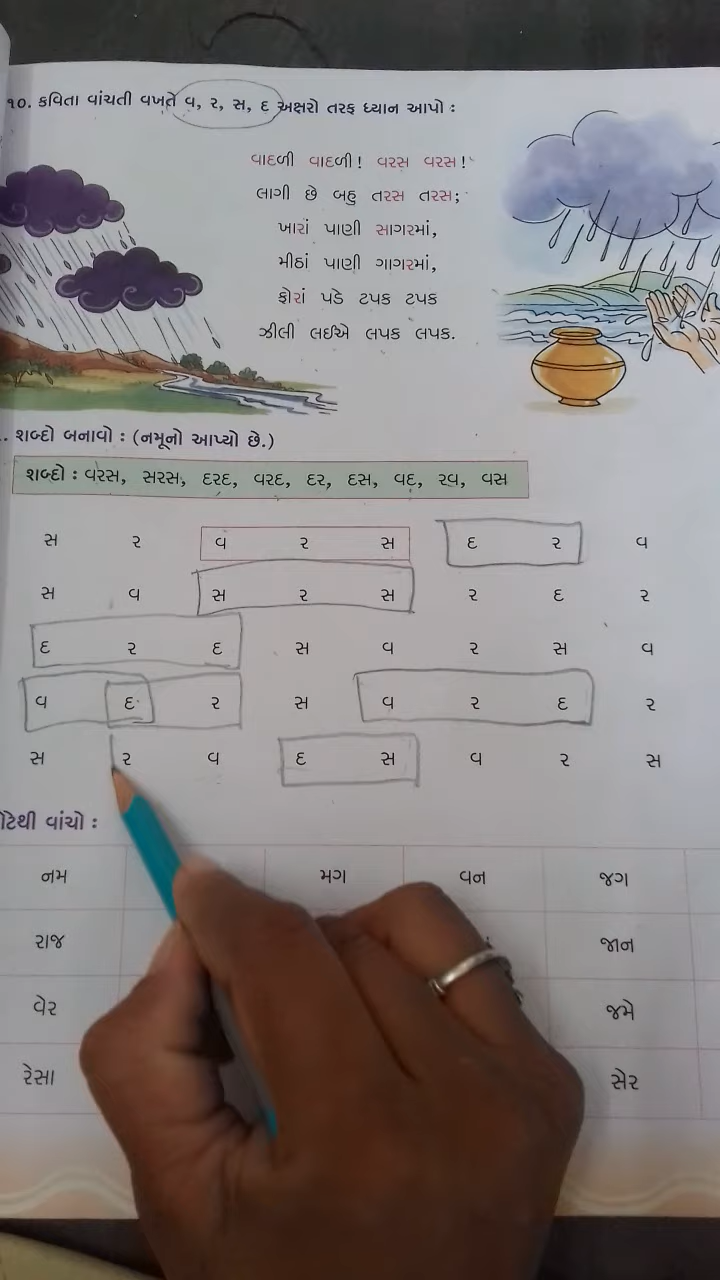 ૧૦. કવિતા વાંચતી વખતે વ, ર, સ, દ અક્ષરો તરફ ધ્યાન આપો :
વાદળી વાદળી! વરસ વરસ!
લાગી છે બહુ તરસ તરસ;
ખારાં પાણી સાગરમાં,
મીઠાં પાણી ગાગરમાં,
ફોરાં પડે ટપક ટપક
ઝીલી લઈએ લપક લપક.
. શબ્દો બનાવો : (નમૂનો આપ્યો છે.)
શબ્દો : વરસ, સરસ, દરદ, વરદ, દર, દસ, વદ, રવ, વસ
સ ર વ ર સ દ ર વ
સ વ સ ર સ ર દ ર
દ ર દ સ વ ર સ વ
વ દ ર સ વ ર દ ર
સ ર વ દ સ વ ર સ
વાંચો :
નમ મગ વન જગ
રાજ જાન
વેર જમે
રેસા સેર